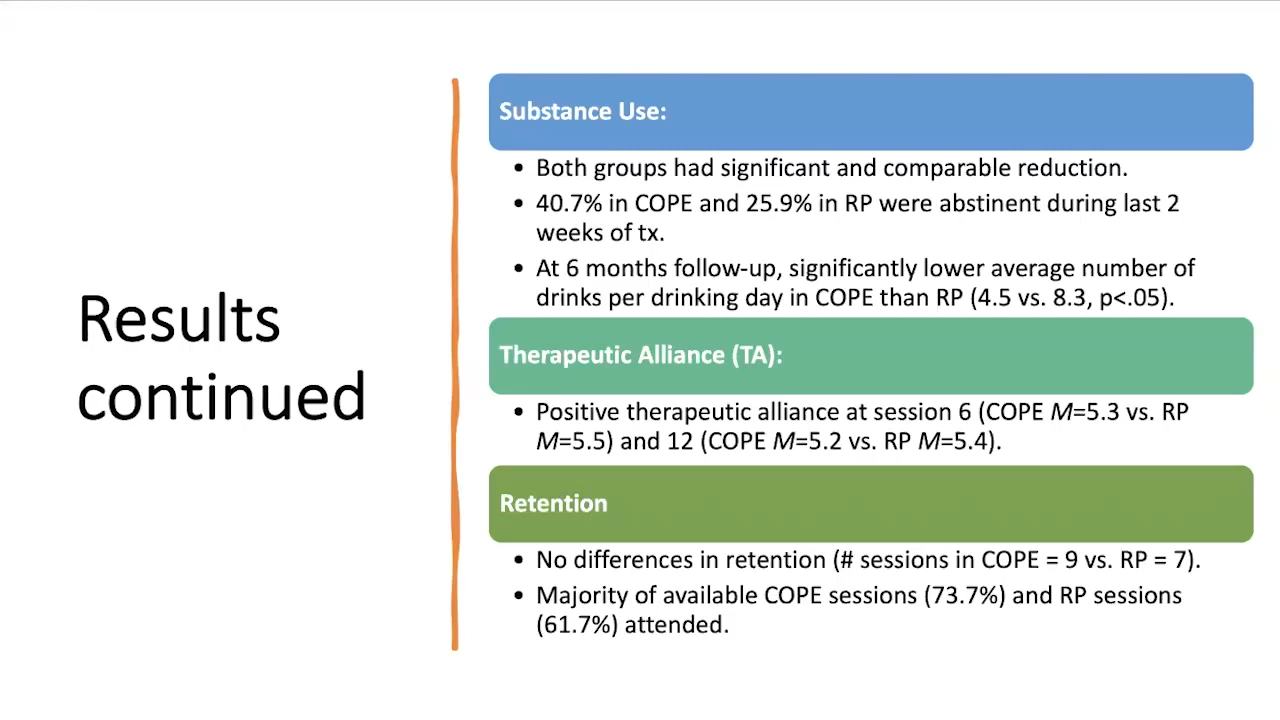 Results
continued
Substance Use:
• Both groups had significant and comparable reduction.
• 40.7% in COPE and 25.9% in RP were abstinent during last 2
weeks of tx.
• At 6 months follow-up, significantly lower average number of
drinks per drinking day in COPE than RP (4.5 vs. 8.3, p<.05).
Therapeutic Alliance (TA):
• Positive therapeutic alliance at session 6 (COPE M=5.3 vs. RP
M=5.5) and 12 (COPE M=5.2 vs. RP M=5.4).
Retention
• No differences in retention (# sessions in COPE = 9 vs. RP = 7).
• Majority of available COPE sessions (73.7%) and RP sessions
(61.7%) attended.